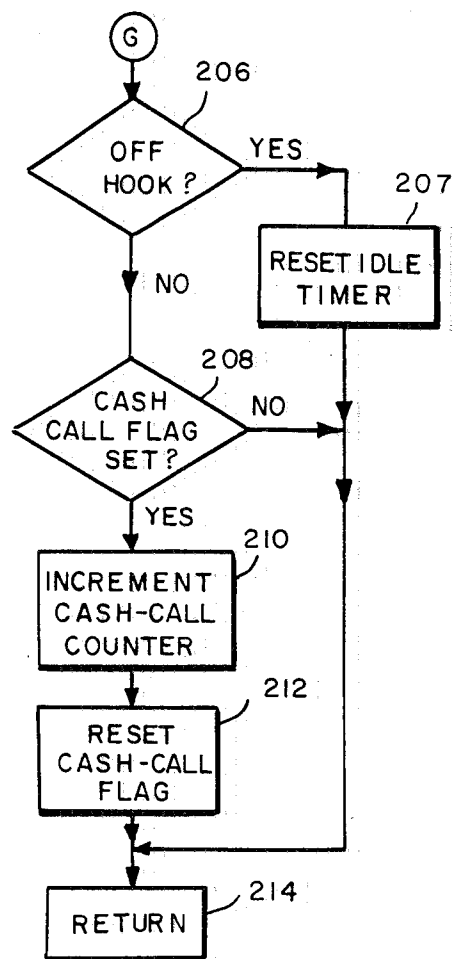 G
206
OFF
HOOK?
YES
207
RESET IDLE
TIMER
NO
208
CASH
CALL FLAG
SET?
NO
YES
210
INCREMENT
CASH-CALL
COUNTER
212
RESET
CASH-CALL
FLAG
214
RETURN